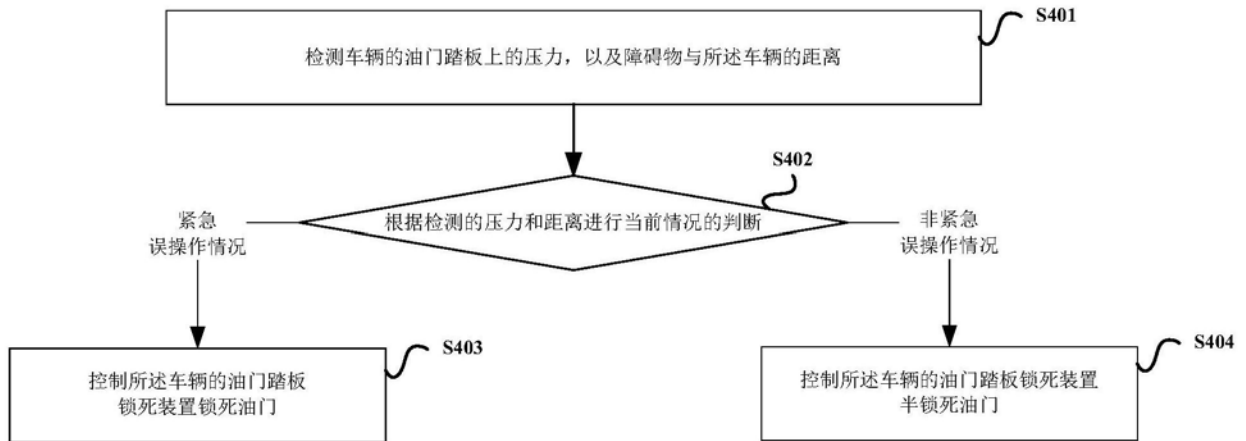 S401
检测车辆的油门踏板上的压力，以及障碍物与所述车辆的距离
S402
根据检测的压力和距离进行当前情况的判断
紧急
误操作情况
非紧急
误操作情况
S403
控制所述车辆的油门踏板
锁死装置锁死油门
S404
控制所述车辆的油门踏板锁死装置
半锁死油门